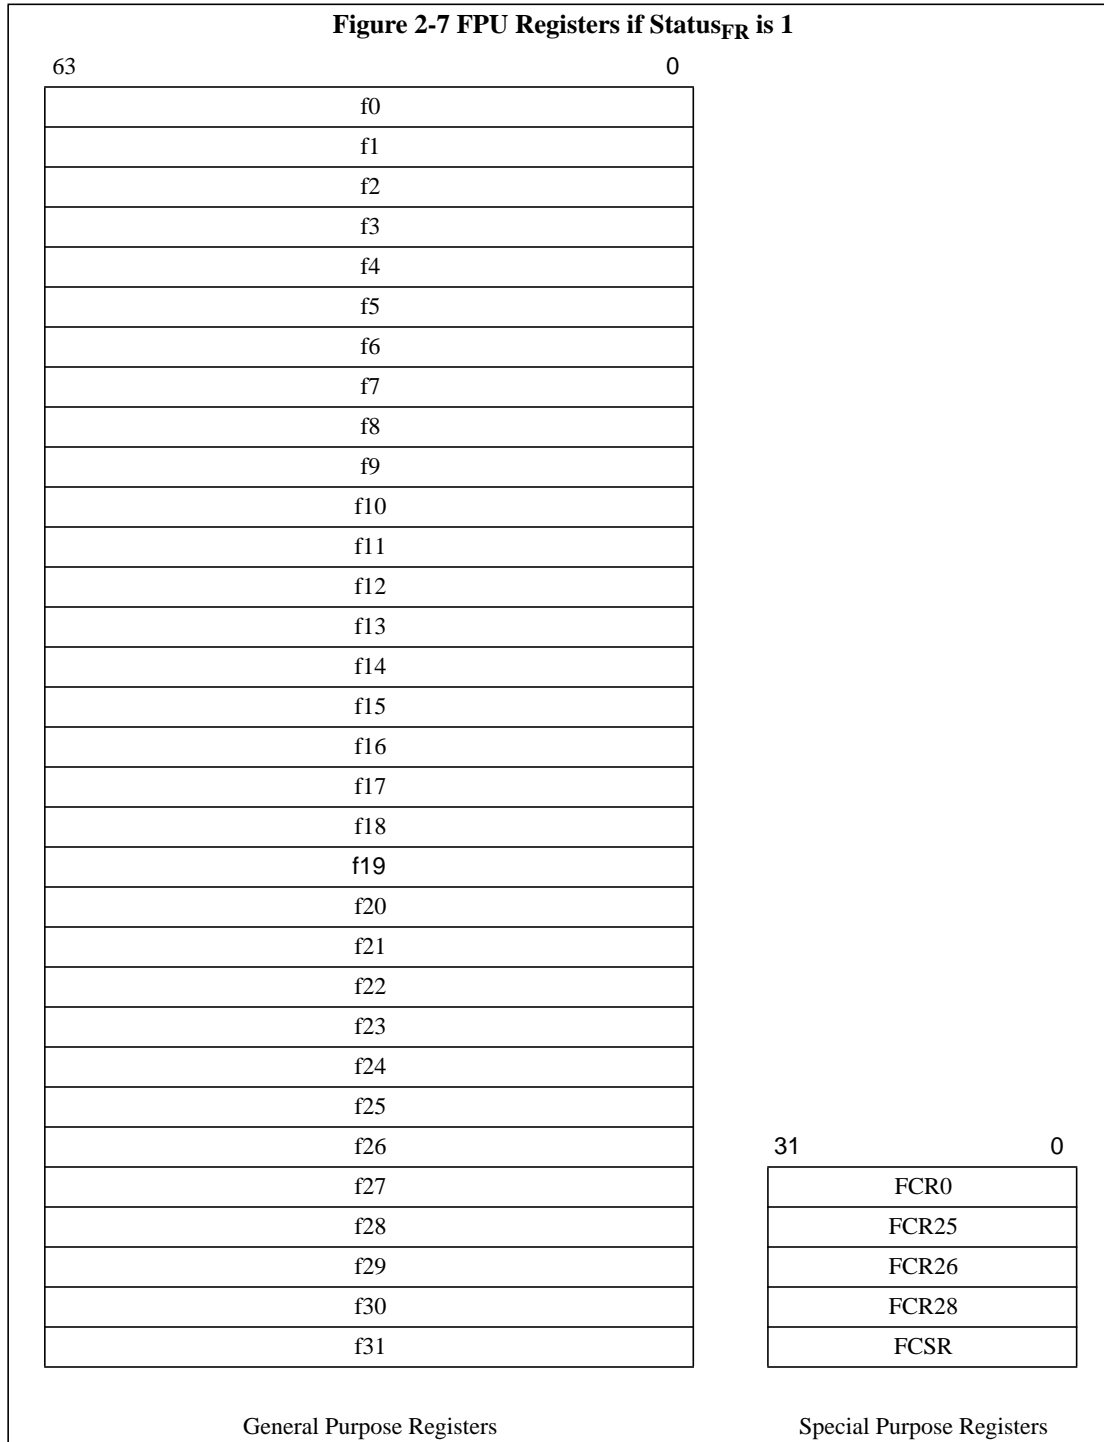 Figure 2-7 FPU Registers if StatusFR is 1
63 0
f0
f1
f2
f3
f4
f5
f6
f7
f8
f9
f10
f11
f12
f13
f14
f15
f16
f17
f18
f19
f20
f21
f22
f23
f24
f25
f26
f27
f28
f29
f30
f31
General Purpose Registers
31 0
FCR0
FCR25
FCR26
FCR28
FCSR
Special Purpose Registers